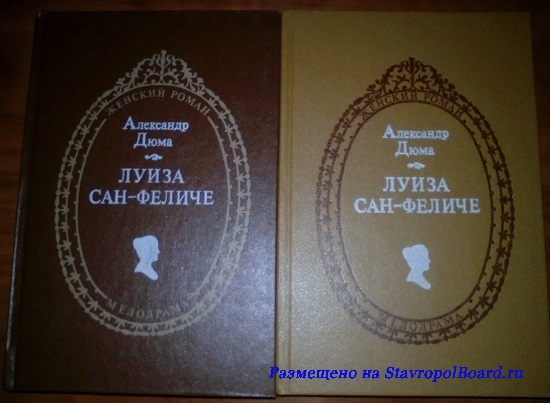 ЖЕНСКИЙ РОМАН
АЛЕКСАНДР
ДЮМА
ЛУИЗА
САН-ФЕЛИЧЕ
МЕЛОДРАМА
ЖЕНСКИЙ РОМАН
АЛЕКСАНДР
ДЮМА
ЛУИЗА
САН-ФЕЛИЧЕ
МЕЛОДРАМА
Размещено на StavropolBoard.ru